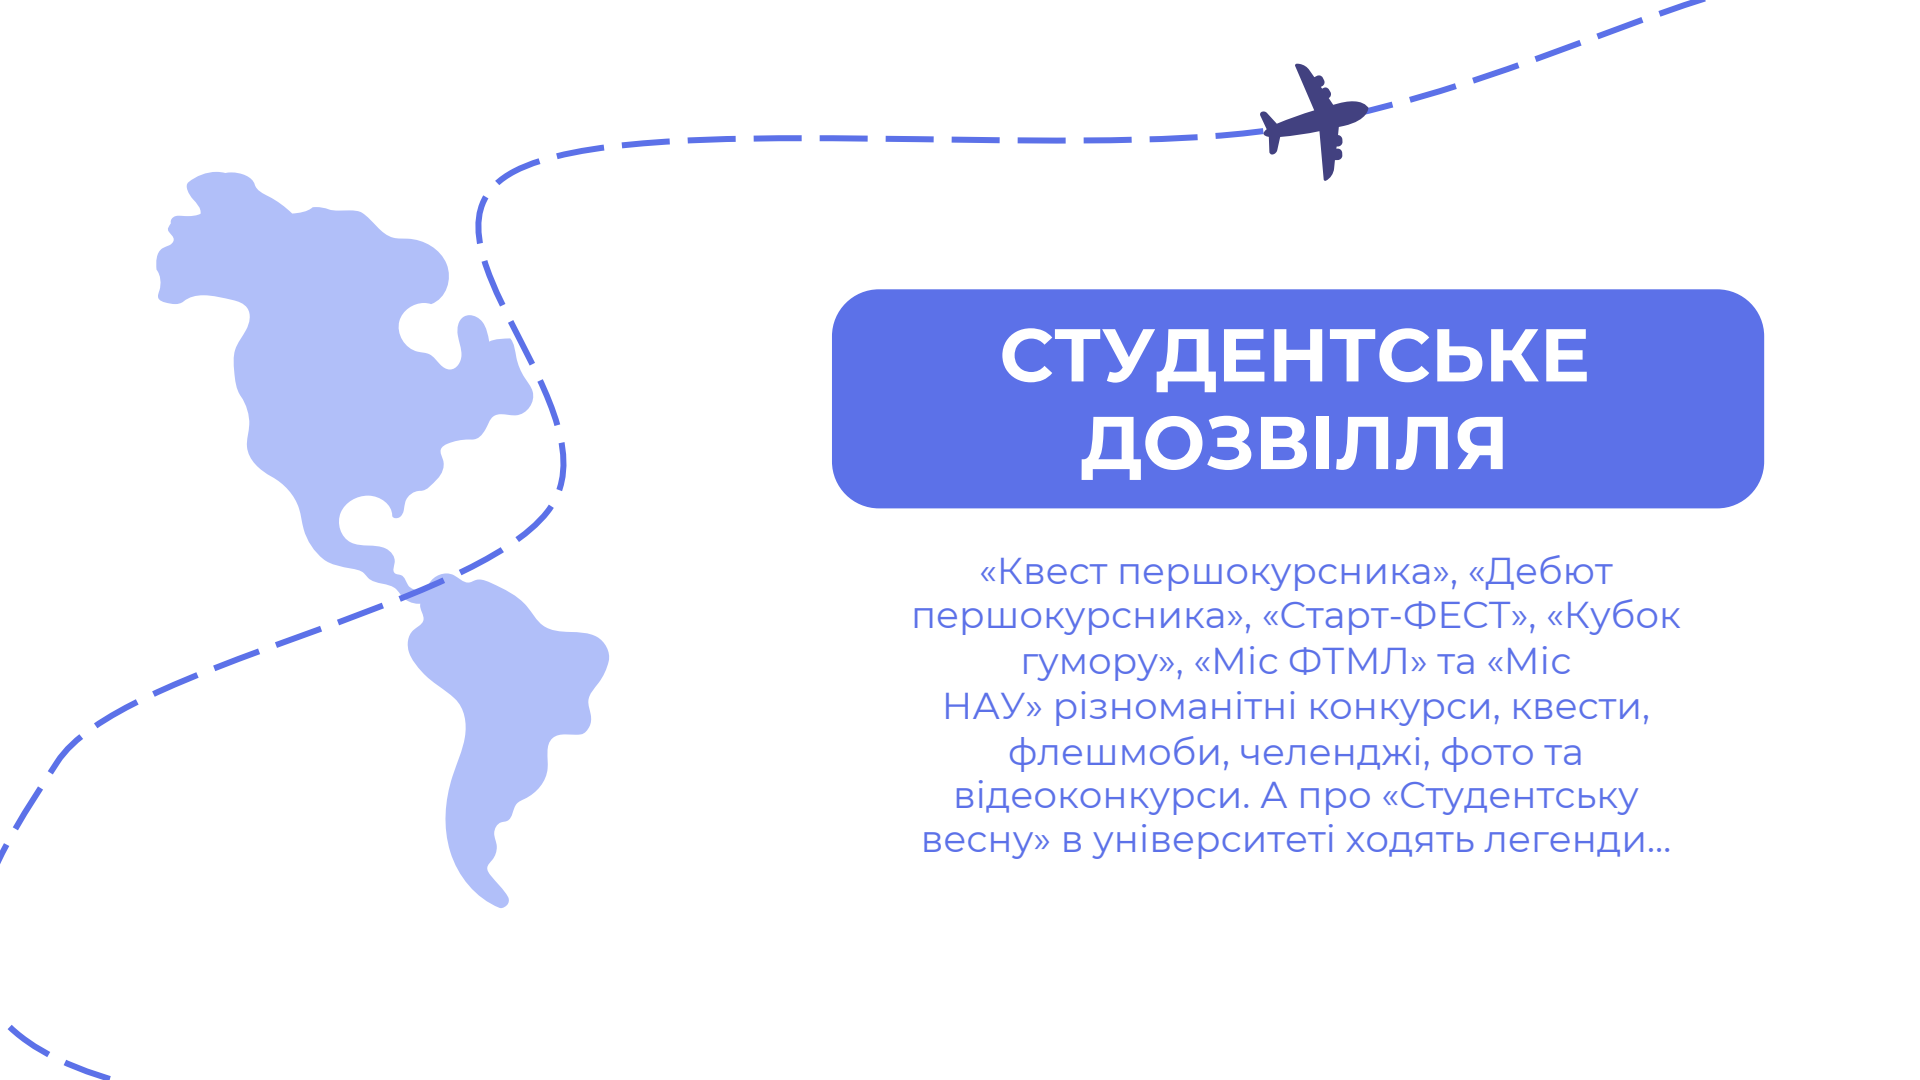 СТУДЕНТСЬКЕ
ДОЗВІЛЛЯ
«Квест першокурсника», «Дебют
першокурсника», «Старт-ФЕСТ», «Кубок
гумору», «Міс ФТМЛ» та «Міс
НАУ» різноманітні конкурси, квести,
флешмоби, челенджі, фото та
відеоконкурси. А про «Студентську
весну» в університеті ходять легенди...